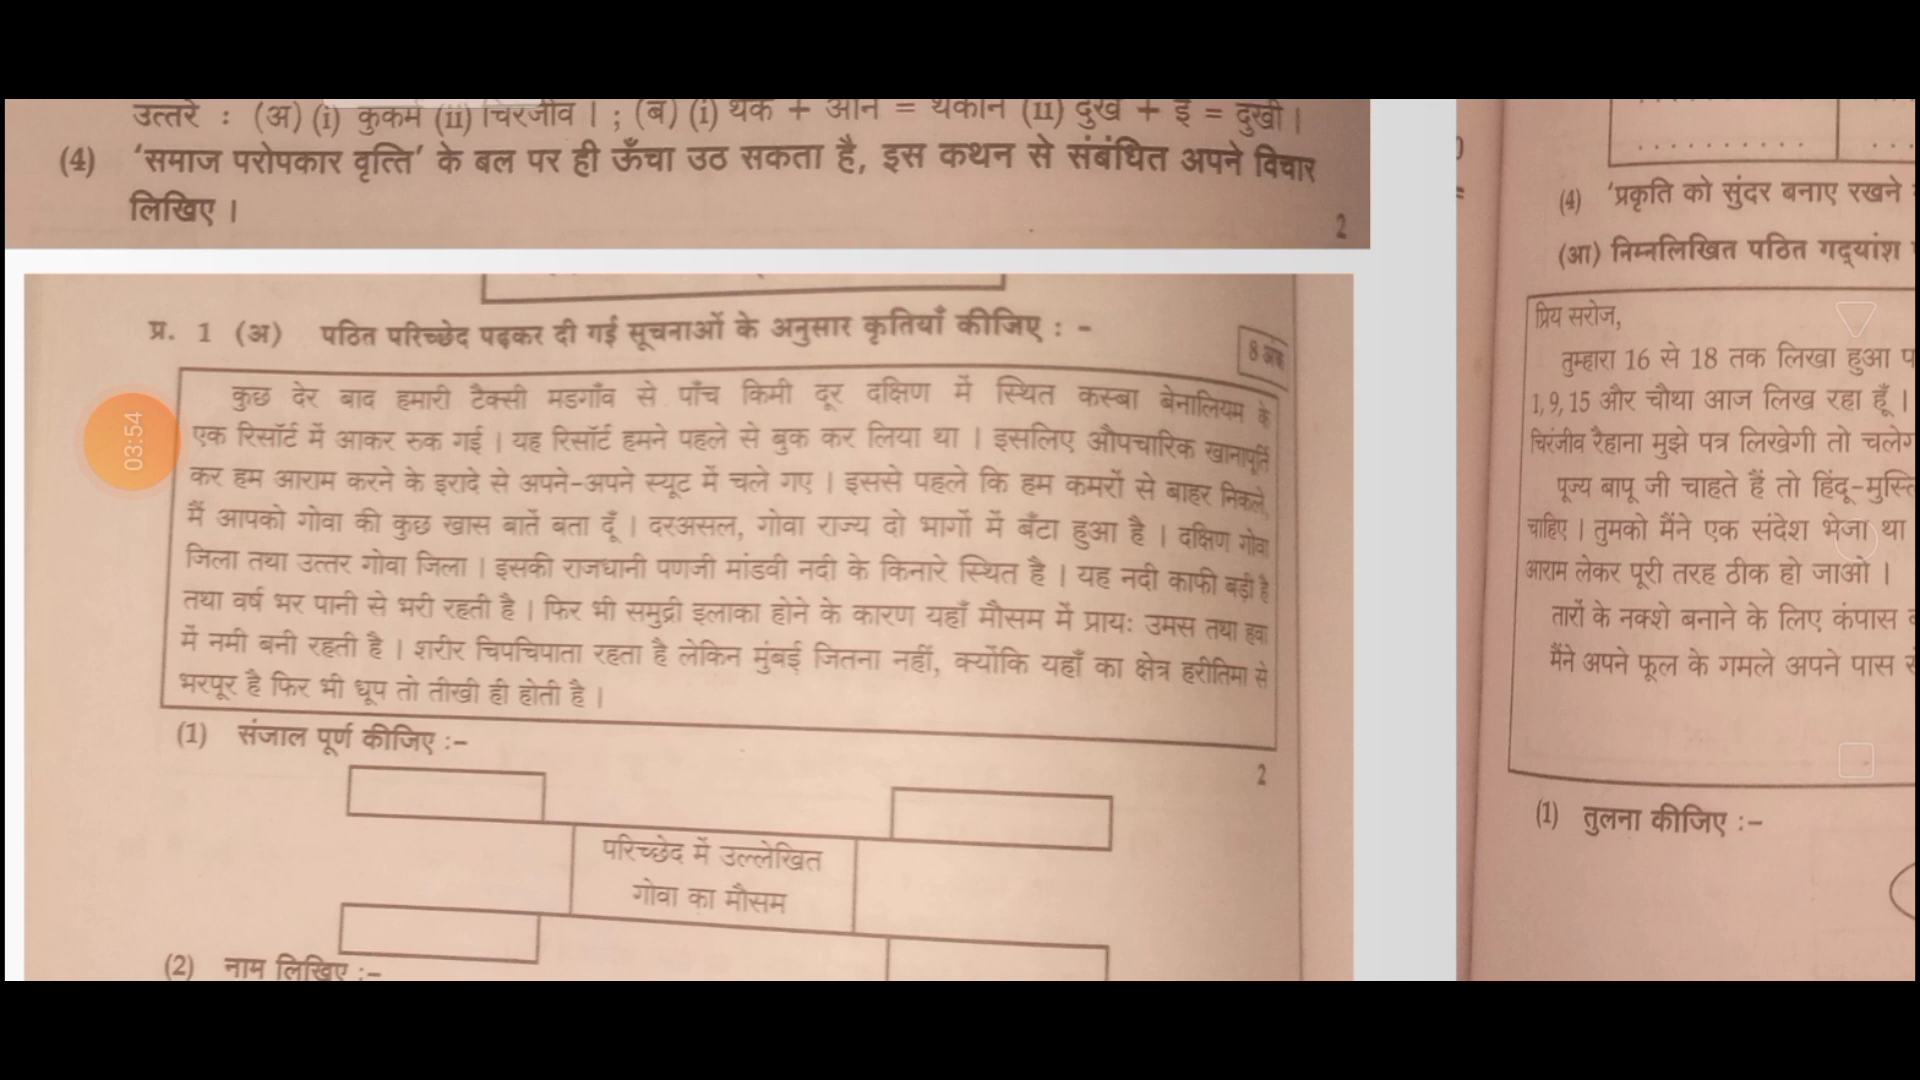 उत्तर : (अ) (i) कुकर्म (ii) चिरंजीव । ; (ब) (i) थक + आन = थकान (ii) दुख + ई = दुखी ।
(4) ‘समाज परोपकार वृत्ति’ के बल पर ही ऊँचा उठ सकता है, इस कथन से संबंधित अपने विचार
लिखिए ।
2
प्र. 1 (अ) पठित परिच्छेद पढ़कर दी गई सूचनाओं के अनुसार कृतियाँ कीजिए : -
8 अंक
कुछ देर बाद हमारी टैक्सी मडगाँव से पाँच किमी दूर दक्षिण में स्थित कस्बा बेनालियम के
एक रिसॉर्ट में आकर रुक गई । यह रिसॉर्ट हमने पहले से बुक कर लिया था । इसलिए औपचारिक खानापूर्ति
कर हम आराम करने के इरादे से अपने-अपने स्यूट में चले गए । इससे पहले कि हम कमरों से बाहर निकले,
मैं आपको गोवा की कुछ खास बातें बता दूँ । दरअसल, गोवा राज्य दो भागों में बँटा हुआ है । दक्षिण गोवा
जिला तथा उत्तर गोवा जिला । इसकी राजधानी पणजी मांडवी नदी के किनारे स्थित है । यह नदी काफी बड़ी है
तथा वर्ष भर पानी से भरी रहती है । फिर भी समुद्री इलाका होने के कारण यहाँ मौसम में प्रायः उमस तथा हवा
में नमी बनी रहती है । शरीर चिपचिपाता रहता है लेकिन मुंबई जितना नहीं, क्योंकि यहाँ का क्षेत्र हरीतिमा से
भरपूर है फिर भी धूप तो तीखी ही होती है ।
03:54
(1) संजाल पूर्ण कीजिए :-
2
परिच्छेद में उल्लेखित
गोवा का मौसम
(2) नाम लिखिए :-
(4) ‘प्रकृति को सुंदर बनाए रखने
(आ) निम्नलिखित पठित गद्यांश
प्रिय सरोज,
तुम्हारा 16 से 18 तक लिखा हुआ
1, 9, 15 और चौथा आज लिख रहा हूँ ।
चिरंजीव रैहाना मुझे पत्र लिखेगी तो
पूज्य बापू जी चाहते हैं तो
चाहिए । तुमको मैंने एक संदेश भेजा था
आराम लेकर पूरी तरह ठीक हो जाओ ।
तारों के नक्शे बनाने के लिए कंपास
मैंने अपने फूल के गमले अपने पास
(1) तुलना कीजिए :-